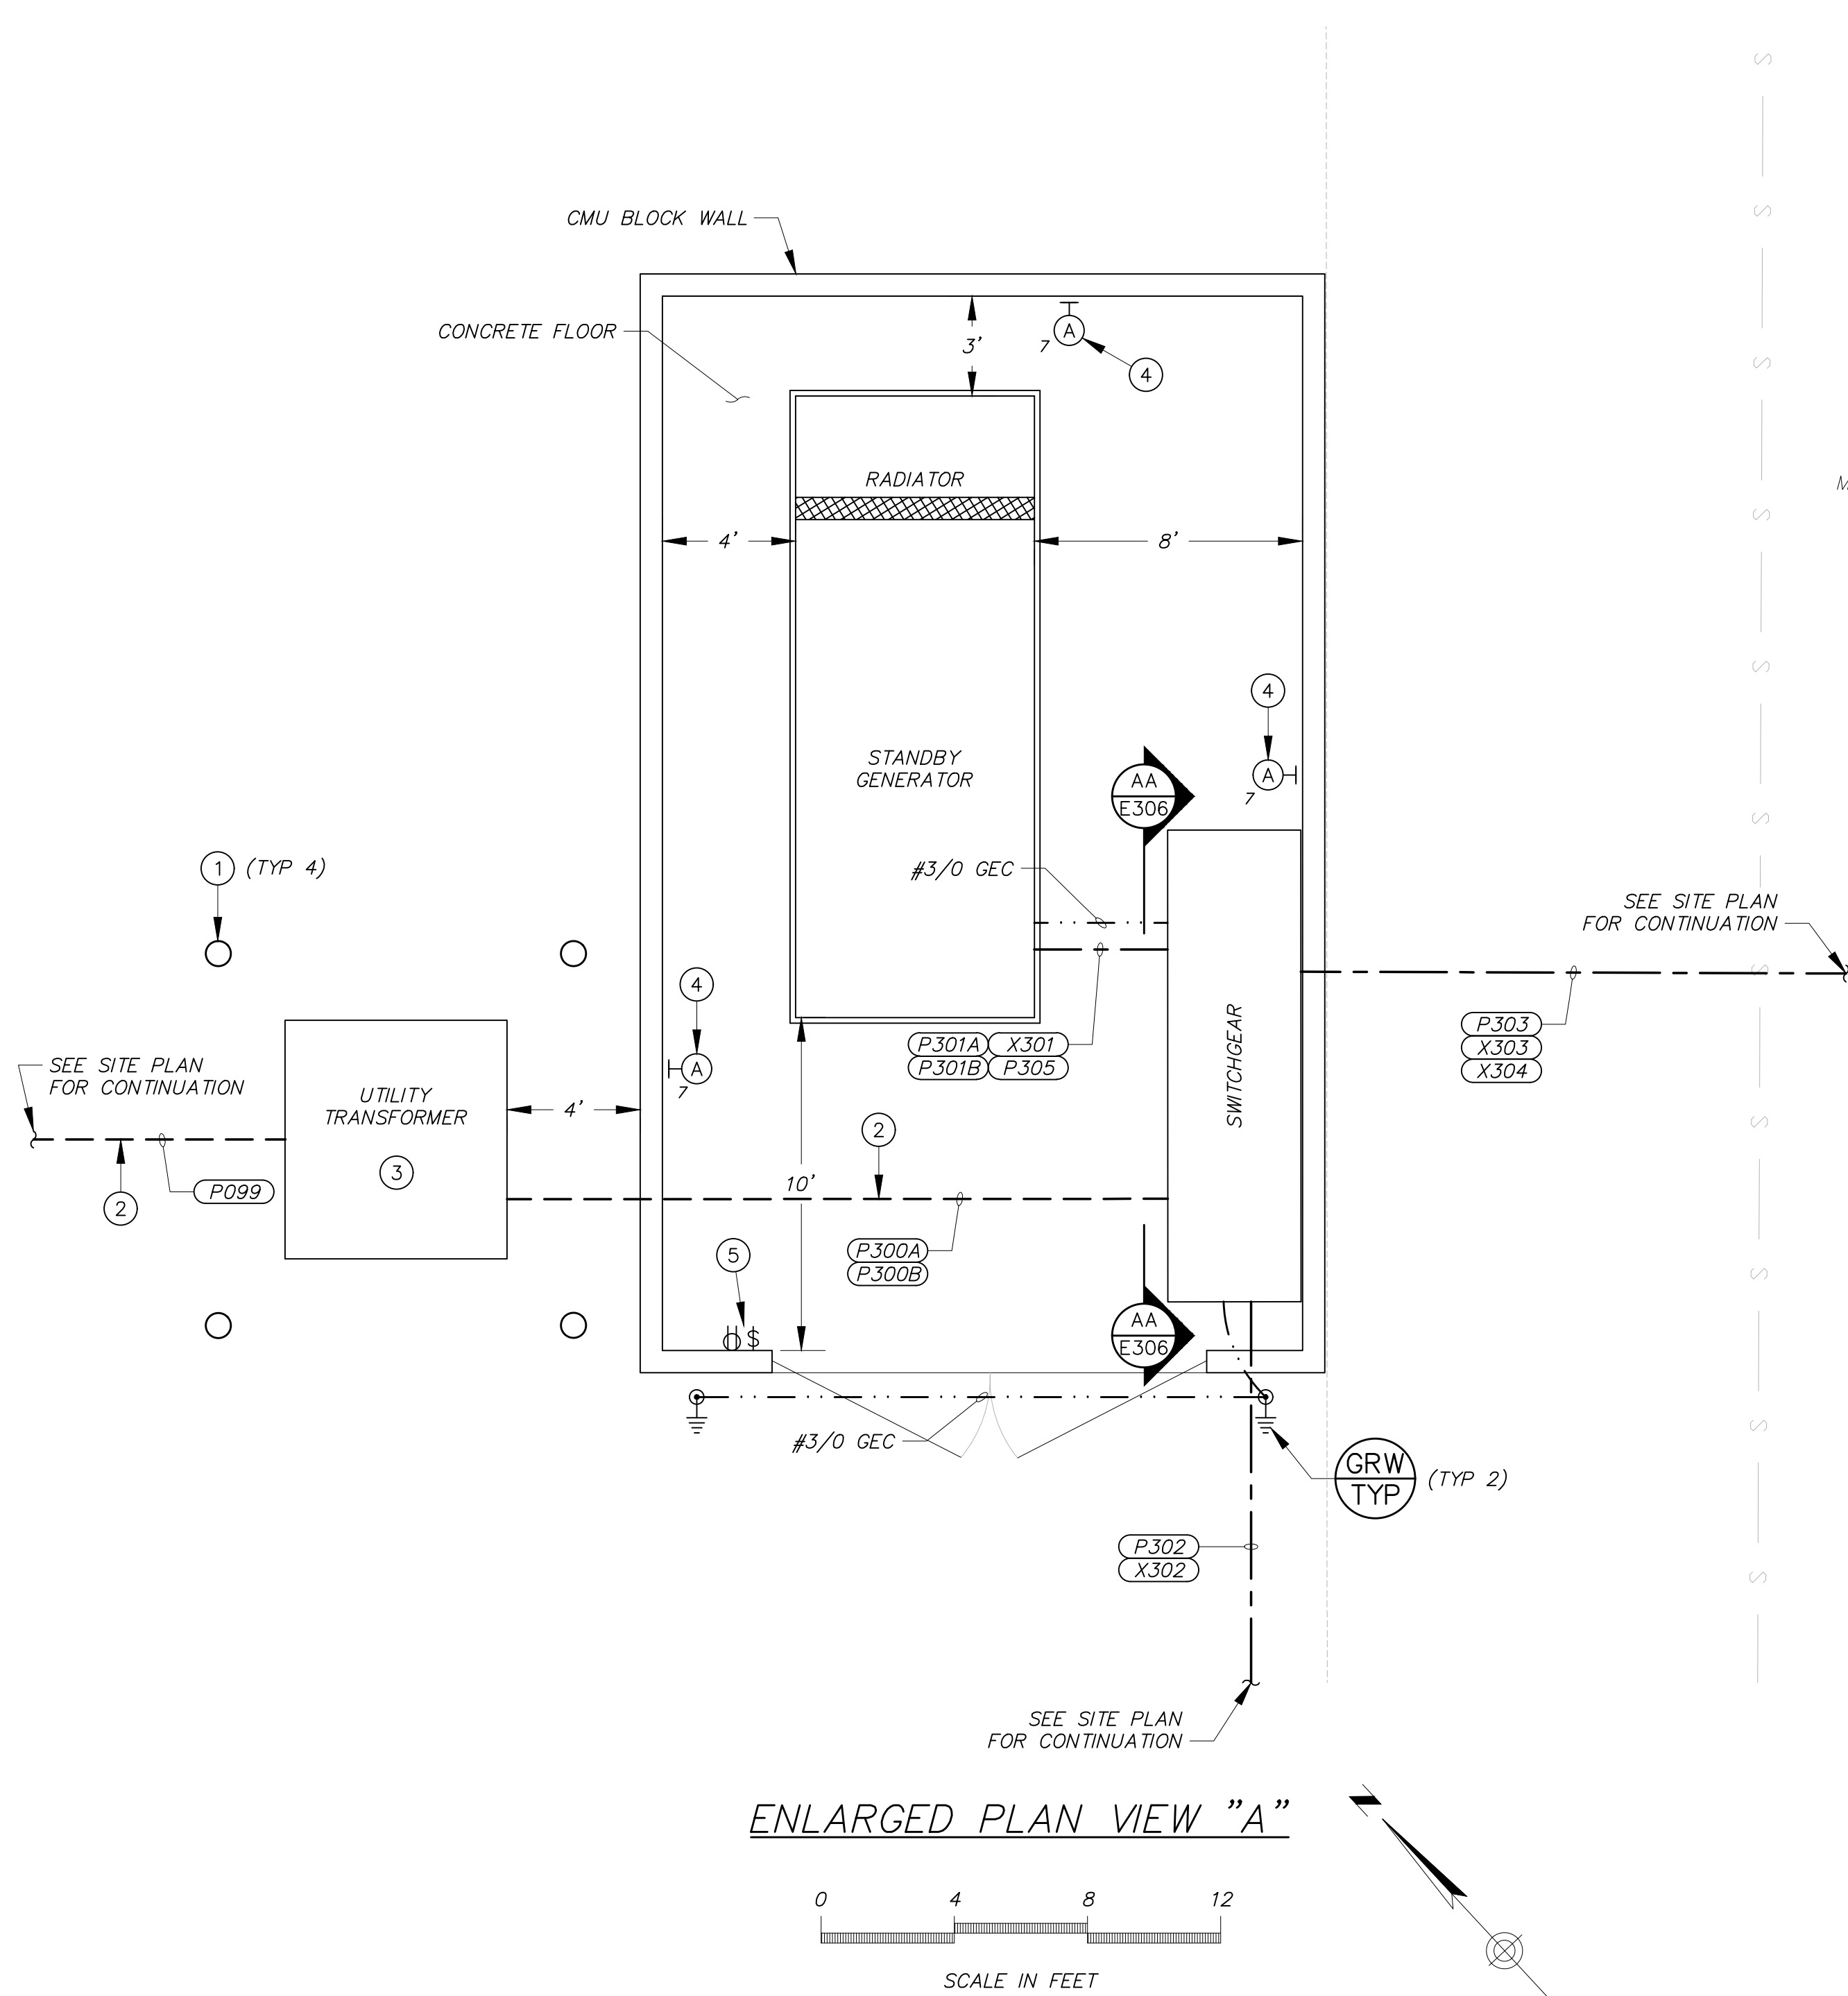 S
S
CMU BLOCK WALL
CONCRETE FLOOR
3'
A
7
4
S
RADIATOR
M
S
4'
8'
S
4
STANDBY
GENERATOR
A
7
AA
E306
S
1 (TYP 4)
#3/0 GEC
SEE SITE PLAN
FOR CONTINUATION
S
4
SWITCHGEAR
P301A X301
P301B P305
P303
X303
X304
A
7
SEE SITE PLAN
FOR CONTINUATION
UTILITY
TRANSFORMER
3
4'
2
S
P099
2
10'
5
P300A
P300B
S
$
AA
E306
#3/0 GEC
S
GRW
TYP
(TYP 2)
P302
X302
S
SEE SITE PLAN
FOR CONTINUATION
ENLARGED PLAN VIEW "A"
N
0 4 8 12
SCALE IN FEET